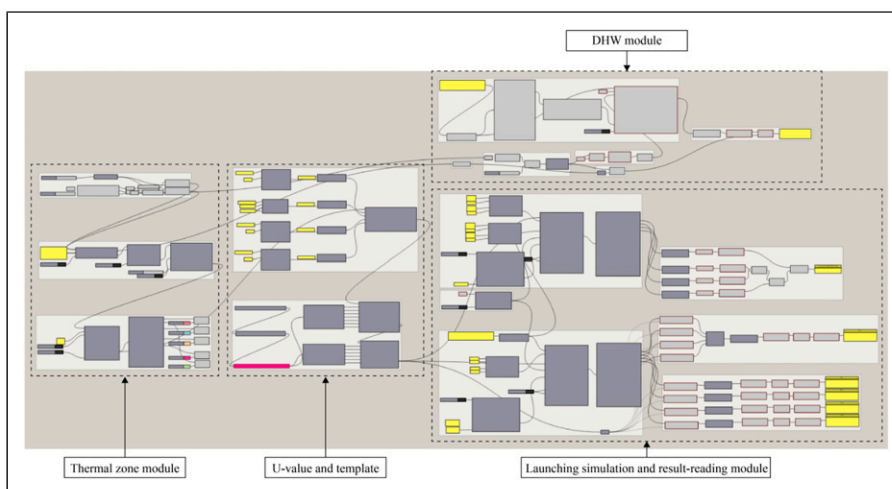 DHW module
Thermal zone module
U-value and template
Launching simulation and result-reading module